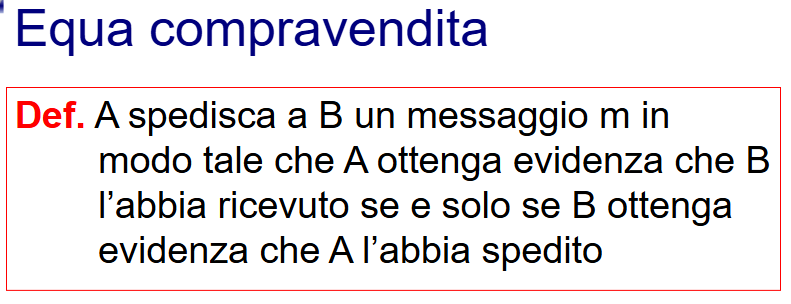 Equa compravendita
Def. A spedisca a B un messaggio m in
modo tale che A ottenga evidenza che B
l’abbia ricevuto se e solo se B ottenga
evidenza che A l’abbia spedito